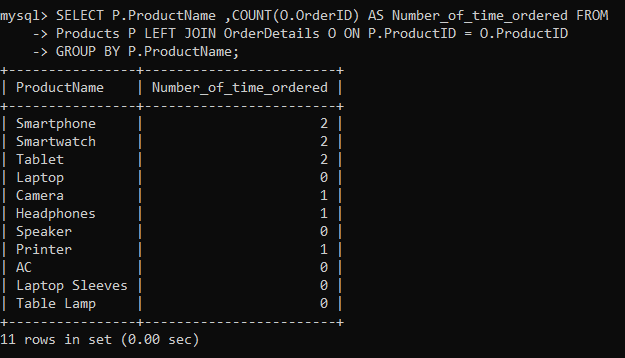 mysql> SELECT P.ProductName ,COUNT(O.OrderID) AS Number_of_time_ordered FROM
    -> Products P LEFT JOIN OrderDetails O ON P.ProductID = O.ProductID
    -> GROUP BY P.ProductName;
+----------------+------------------------+
| ProductName    | Number_of_time_ordered |
+----------------+------------------------+
| Smartphone     |                      2 |
| Smartwatch     |                      2 |
| Tablet         |                      2 |
| Laptop         |                      0 |
| Camera         |                      1 |
| Headphones     |                      1 |
| Speaker        |                      0 |
| Printer        |                      1 |
| AC             |                      0 |
| Laptop Sleeves |                      0 |
| Table Lamp     |                      0 |
+----------------+------------------------+
11 rows in set (0.00 sec)